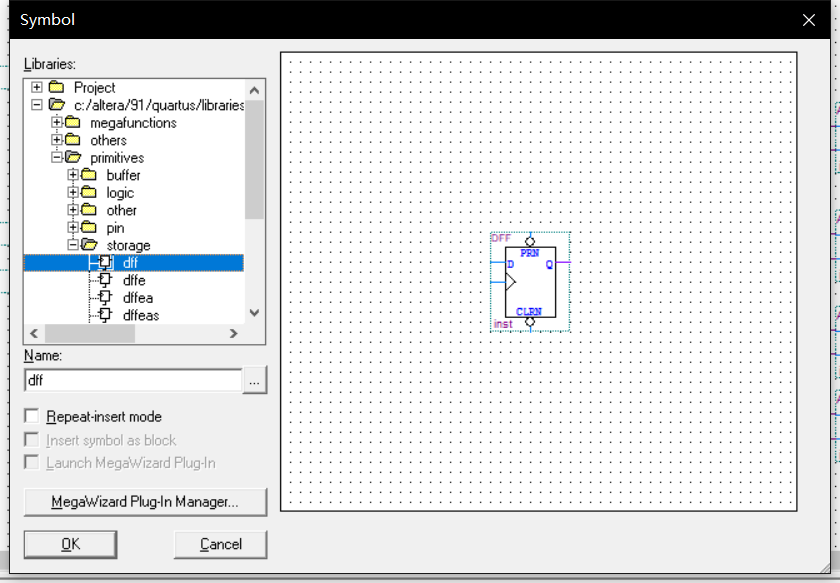 Symbol
Libraries:
Project
c:/altera/91/quartus/libraries
megafunctions
others
primitives
buffer
logic
other
pin
storage
dff
dffe
dffea
dffeas
Name:
dff
...
Repeat-insert mode
Insert symbol as block
Launch MegaWizard Plug-In
MegaWizard Plug-In Manager...
OK
Cancel
DFF
PRN
D
Q
CLRN
inst